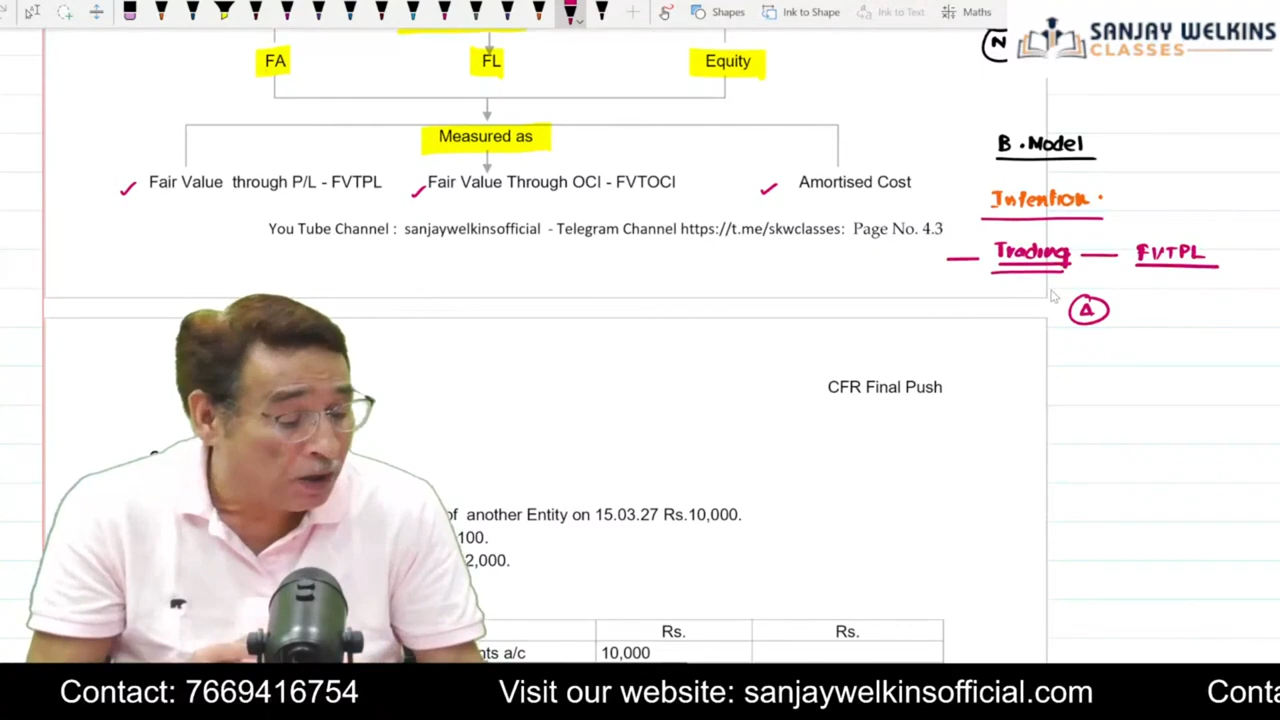 Shapes
Ink to Shape
Ink to Text
Maths
SANJAY WELKINS
CLASSES
N
FA
FL
Equity
Measured as
B. Model
Fair Value through P/L - FVTPL
Fair Value Through OCI - FVTOCI
Amortised Cost
Intention
You Tube Channel : sanjaywelkinsofficial - Telegram Channel https://t.me/skwclasses: Page No. 4.3
Trading — FVTPL
CFR Final Push
of another Entity on 15.03.27 Rs.10,000.
100.
2,000.
Rs.
Rs.
nts a/c
10,000
Contact: 7669416754
Visit our website: sanjaywelkinsofficial.com
Conta